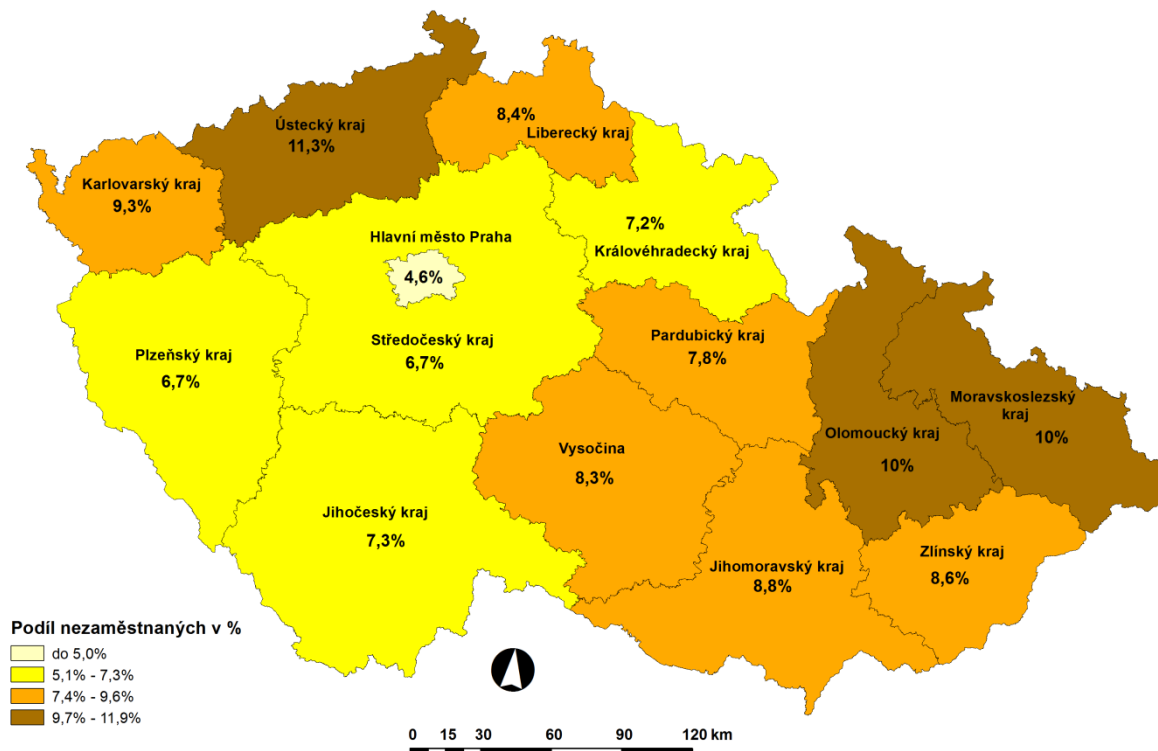 8,4%
Liberecký kraj
Ústecký kraj
11,3%
Karlovarský kraj
9,3%
7,2%
Královéhradecký kraj
Hlavní město Praha
4,6%
Středočeský kraj
6,7%
Plzeňský kraj
6,7%
Pardubický kraj
7,8%
Moravskoslezský
kraj
10%
Olomoucký kraj
10%
Vysočina
8,3%
Jihočeský kraj
7,3%
Jihomoravský kraj
8,8%
Zlínský kraj
8,6%
Podíl nezaměstnaných v %
do 5,0%
5,1% - 7,3%
7,4% - 9,6%
9,7% - 11,9%
0 15 30 60 90 120 km